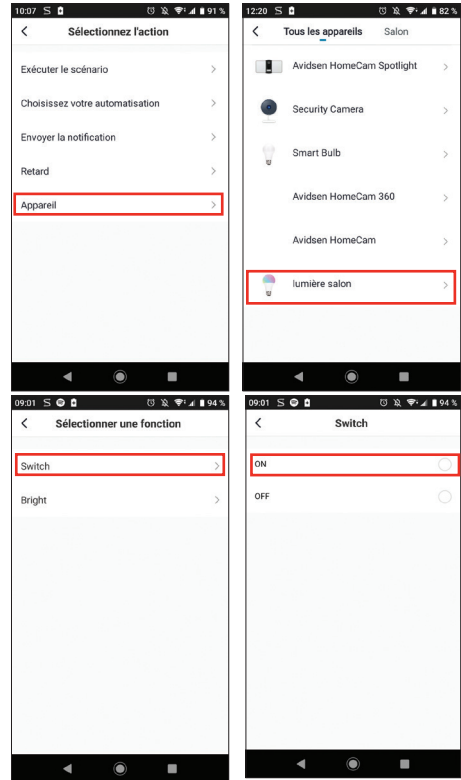 10:07 91 %
Sélectionnez l'action
Exécuter le scénario
Choisissez votre automatisation
Envoyer la notification
Retard
Appareil
12:20 82 %
Tous les appareils Salon
Avidsen HomeCam Spotlight
Security Camera
Smart Bulb
Avidsen HomeCam 360
Avidsen HomeCam
lumière salon
09:01 94 %
Sélectionner une fonction
Switch
Bright
09:01 94 %
Switch
ON
OFF